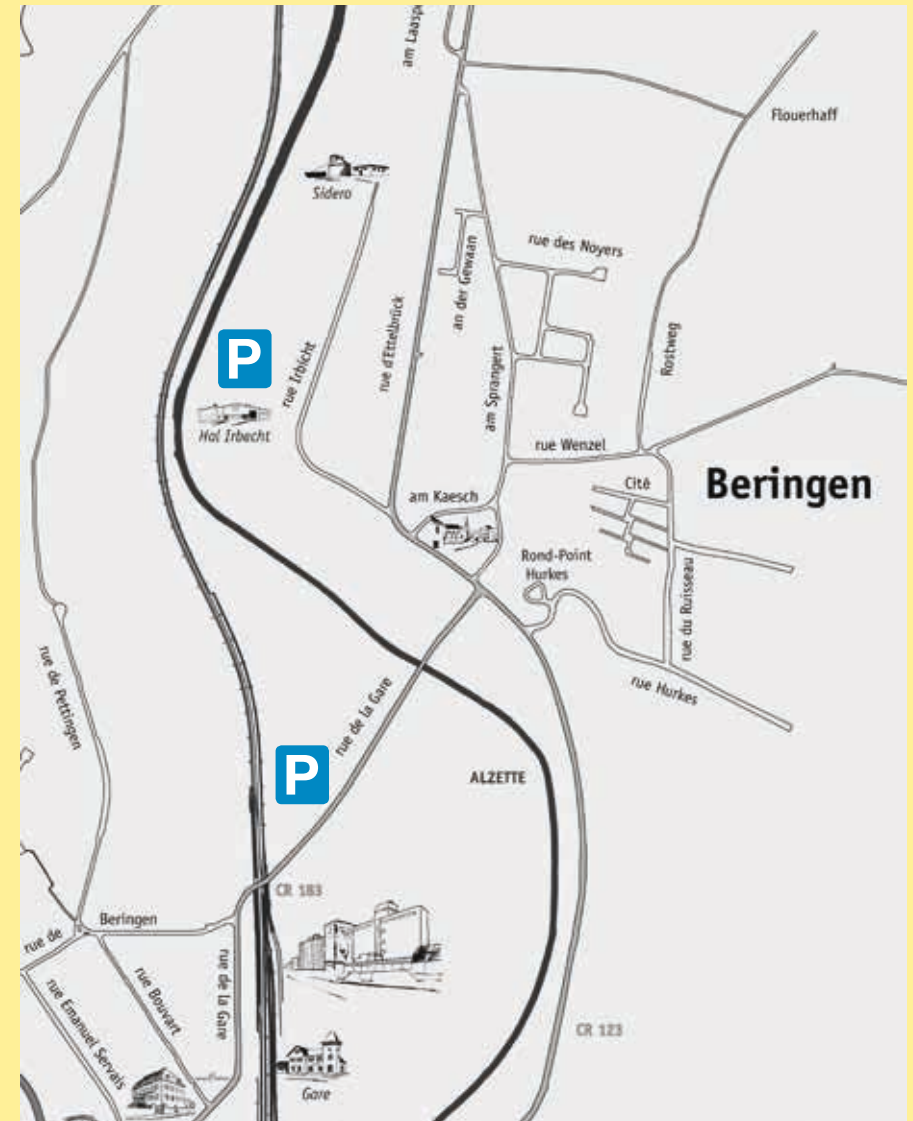 am Laaspe
Flouerhaff
Sidero
rue des Noyers
an der Gewaan
rue d'Ettelbrück
P
rue Irbicht
Rostweg
am Sprangert
Hal Irbecht
rue Wenzel
Beringen
Cité
am Kaesch
Rond-Point
Hurkes
rue du Ruisseau
rue de Pettingen
rue Hurkes
rue de la Gare
P
ALZETTE
CR 183
Beringen
rue de
rue de la Gare
rue Bouvart
rue Emanuel Servais
CR 123
Gare